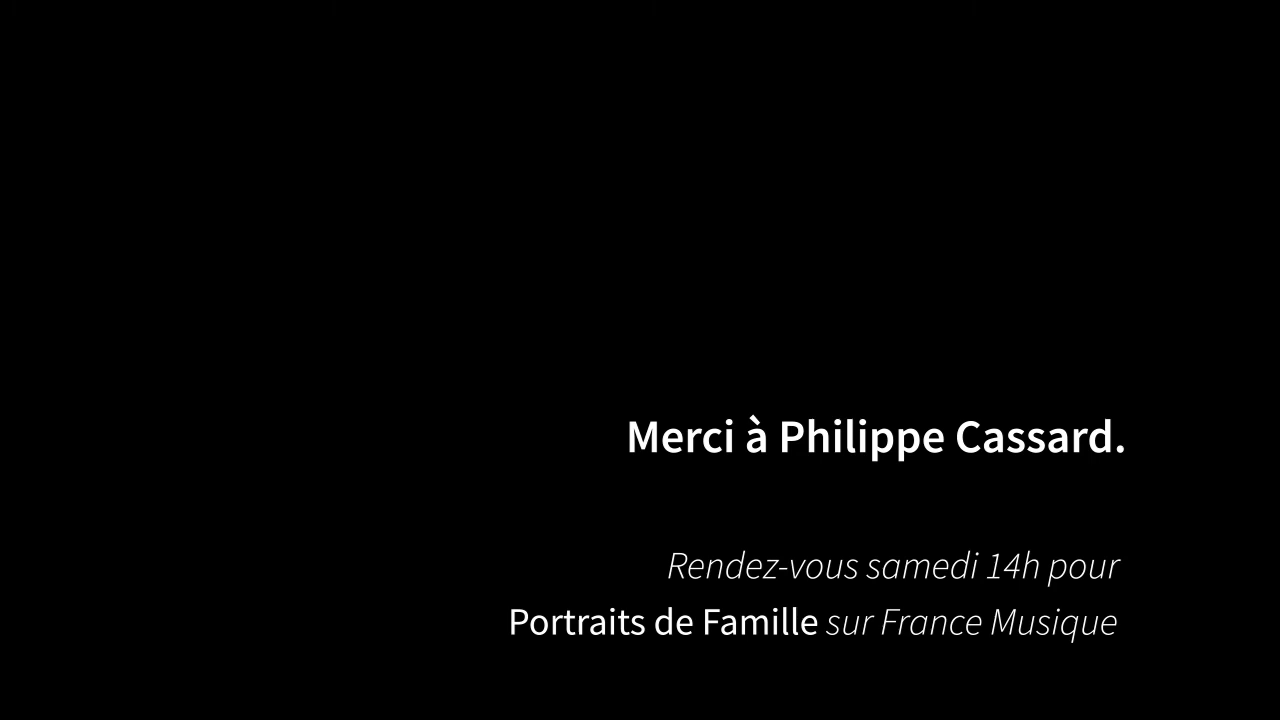 Merci à Philippe Cassard.
Rendez-vous samedi 14h pour
Portraits de Famille sur France Musique